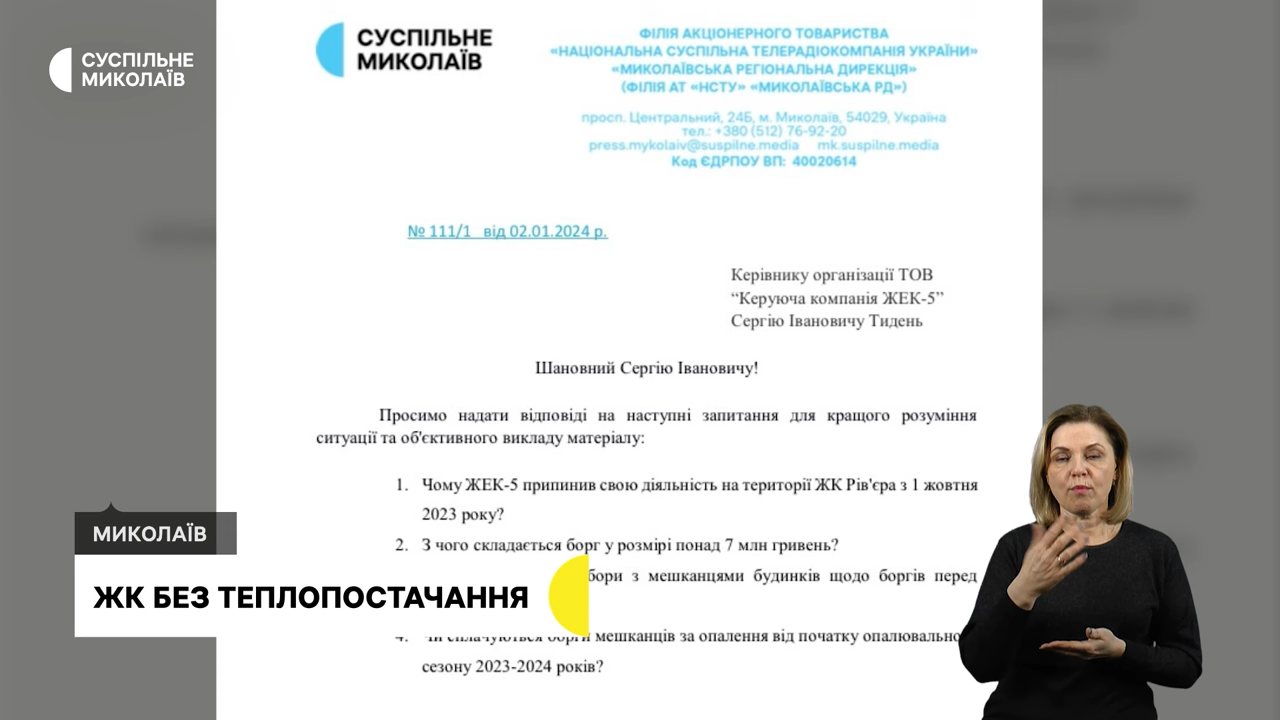 СУСПІЛЬНЕ
МИКОЛАЇВ
СУСПІЛЬНЕ
МИКОЛАЇВ
ФІЛІЯ АКЦІОНЕРНОГО ТОВАРИСТВА
«НАЦІОНАЛЬНА СУСПІЛЬНА ТЕЛЕРАДІОКОМПАНІЯ УКРАЇНИ»
«МИКОЛАЇВСЬКА РЕГІОНАЛЬНА ДИРЕКЦІЯ»
(ФІЛІЯ АТ «НСТУ» «МИКОЛАЇВСЬКА РД»)
просп. Центральний, 24Б, м. Миколаїв, 54029, Україна
тел.: +380 (512) 76-92-20
press.mykolaiv@suspilne.media mk.suspilne.media
Код ЄДРПОУ ВП: 40020614
№ 111/1 від 02.01.2024 р.
Керівнику організації ТОВ
“Керуюча компанія ЖЕК-5”
Сергію Івановичу Тидень
Шановний Сергію Івановичу!
Просимо надати відповіді на наступні запитання для кращого розуміння
ситуації та об'єктивного викладу матеріалу:
1. Чому ЖЕК-5 припинив свою діяльність на території ЖК Рів'єра з 1 жовтня
2023 року?
2. З чого складається борг у розмірі понад 7 млн гривень?
з мешканцями будинків щодо боргів перед
4. Чи сплачуються борги мешканців за опалення від початку
сезону 2023-2024 років?
МИКОЛАЇВ
ЖК БЕЗ ТЕПЛОПОСТАЧАННЯ